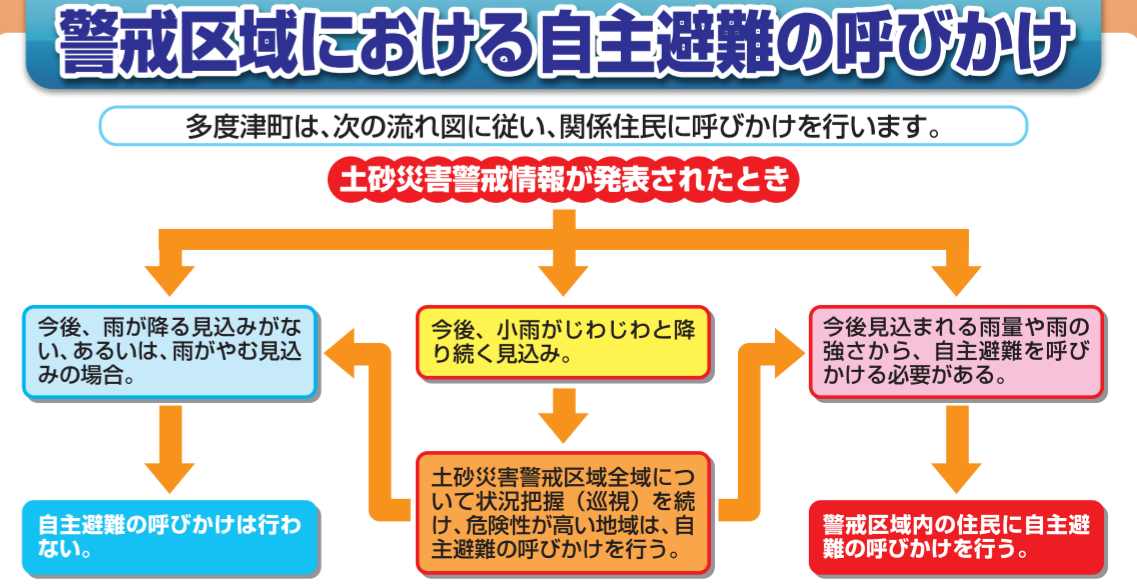 警戒区域における自主避難の呼びかけ
多度津町は、次の流れ図に従い、関係住民に呼びかけを行います。
土砂災害警戒情報が発表されたとき
今後、雨が降る見込みがな
い、あるいは、雨がやむ見込
みの場合。
今後、小雨がじわじわと降
り続く見込み。
今後見込まれる雨量や雨の
強さから、自主避難を呼び
かける必要がある。
自主避難の呼びかけは行わ
ない。
土砂災害警戒区域全域につ
いて状況把握（巡視）を続
け、危険性が高い地域は、自
主避難の呼びかけを行う。
警戒区域内の住民に自主避
難の呼びかけを行う。